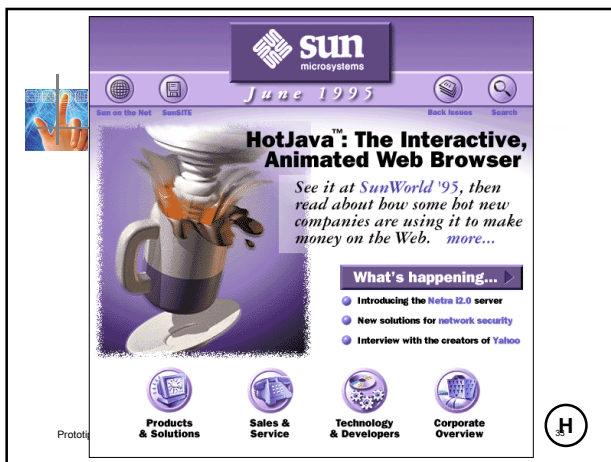 sun
microsystems
June 1995
Sun on the Net
SunSITE
Back Issues
Search
HotJava™: The Interactive,
Animated Web Browser
See it at SunWorld '95, then
read about how some hot new
companies are using it to make
money on the Web. more...
What's happening...
Introducing the Netra i2.0 server
New solutions for network security
Interview with the creators of Yahoo
Products
& Solutions
Sales &
Service
Technology
& Developers
Corporate
Overview
H